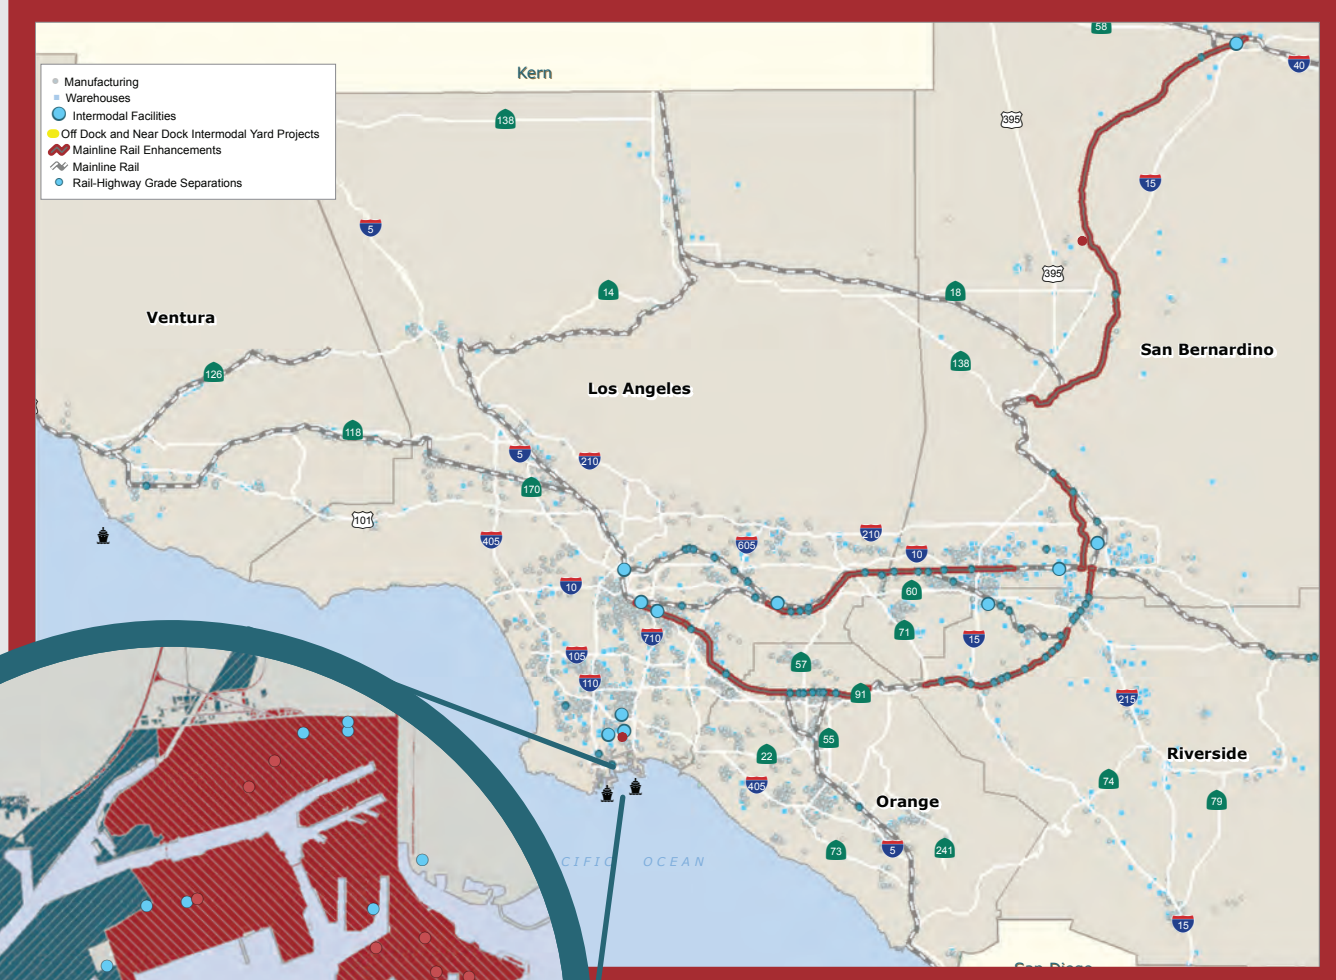 58
Kern
40
Manufacturing
Warehouses
Intermodal Facilities
Off Dock and Near Dock Intermodal Yard Projects
Mainline Rail Enhancements
Mainline Rail
Rail-Highway Grade Separations
138
395
15
5
395
14
18
Ventura
San Bernardino
138
126
Los Angeles
118
5
210
170
101
405
210
605
10
10
60
71
710
15
105
57
110
91
215
55
22
Riverside
405
74
Orange
79
73
5
241
CIFIC OCEAN
15
San Diego